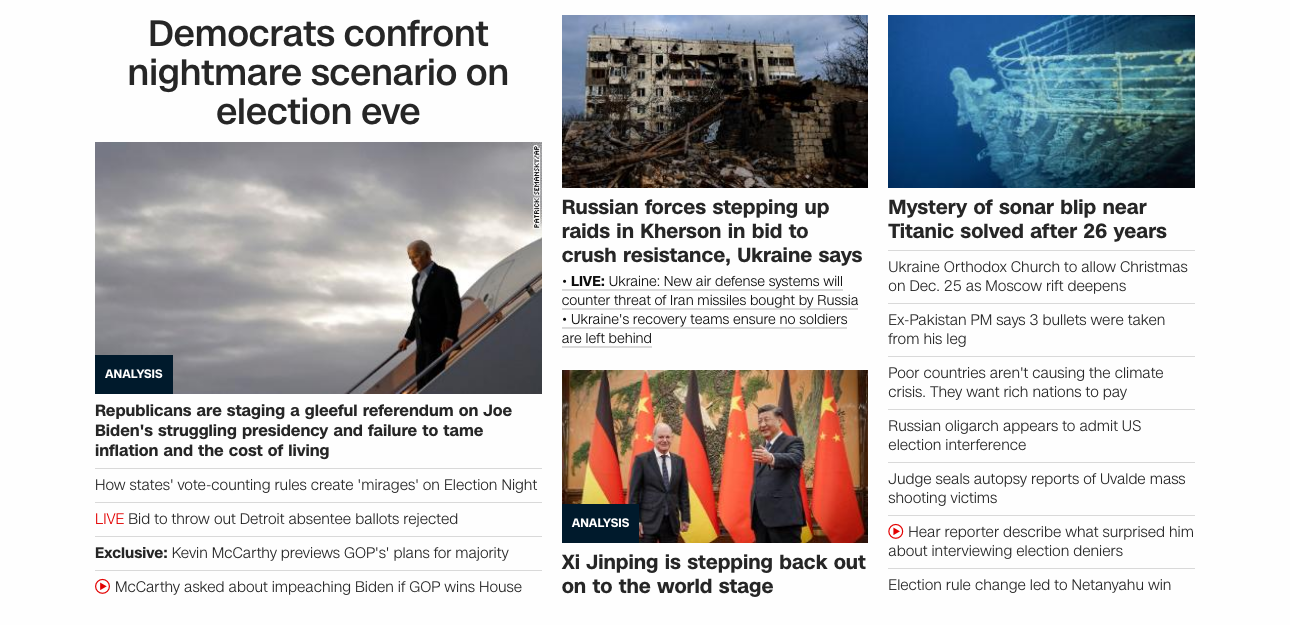 Democrats confront
nightmare scenario on
election eve
PATRICK SEMANSKY/AP
ANALYSIS
Republicans are staging a gleeful referendum on Joe
Biden's struggling presidency and failure to tame
inflation and the cost of living
How states' vote-counting rules create 'mirages' on Election Night
LIVE Bid to throw out Detroit absentee ballots rejected
Exclusive: Kevin McCarthy previews GOP's' plans for majority
McCarthy asked about impeaching Biden if GOP wins House
Russian forces stepping up
raids in Kherson in bid to
crush resistance, Ukraine says
• LIVE: Ukraine: New air defense systems will
counter threat of Iran missiles bought by Russia
• Ukraine's recovery teams ensure no soldiers
are left behind
ANALYSIS
Xi Jinping is stepping back out
on to the world stage
Mystery of sonar blip near
Titanic solved after 26 years
Ukraine Orthodox Church to allow Christmas
on Dec. 25 as Moscow rift deepens
Ex-Pakistan PM says 3 bullets were taken
from his leg
Poor countries aren't causing the climate
crisis. They want rich nations to pay
Russian oligarch appears to admit US
election interference
Judge seals autopsy reports of Uvalde mass
shooting victims
Hear reporter describe what surprised him
about interviewing election deniers
Election rule change led to Netanyahu win